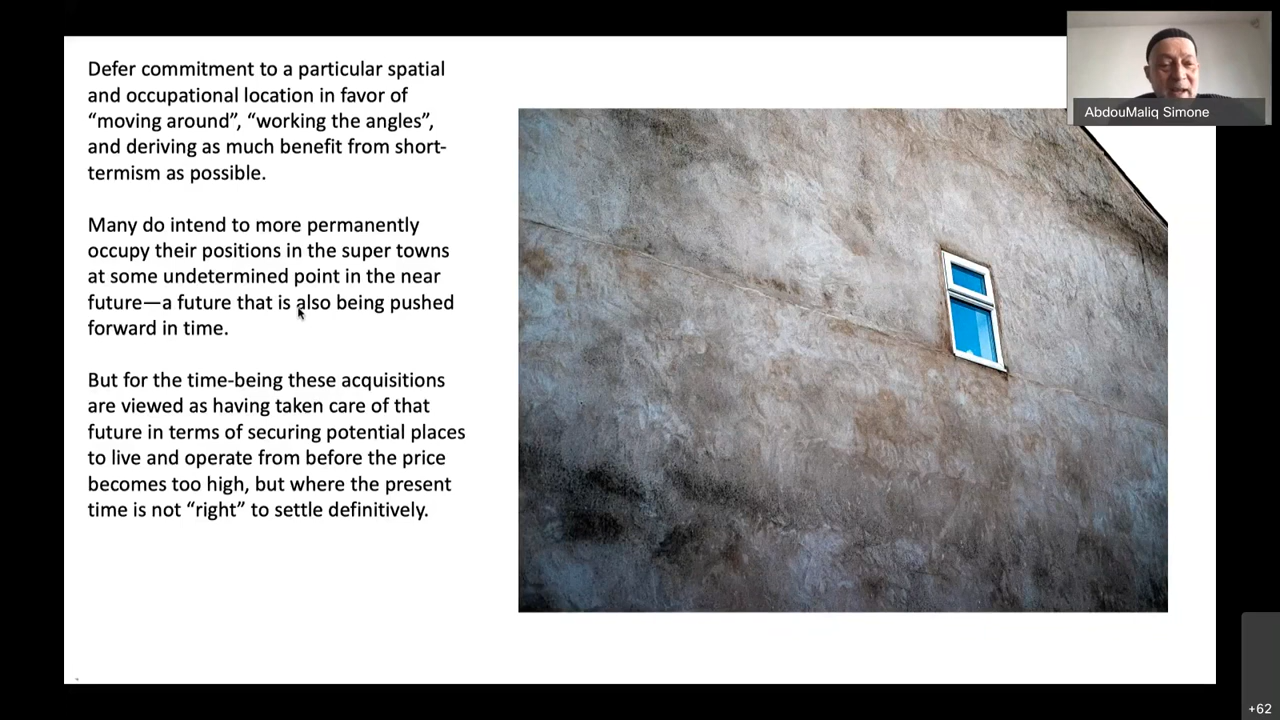 Defer commitment to a particular spatial
and occupational location in favor of
“moving around”, “working the angles”,
and deriving as much benefit from short-
termism as possible.
Many do intend to more permanently
occupy their positions in the super towns
at some undetermined point in the near
future—a future that is also being pushed
forward in time.
But for the time-being these acquisitions
are viewed as having taken care of that
future in terms of securing potential places
to live and operate from before the price
becomes too high, but where the present
time is not “right” to settle definitively.
AbdouMaliq Simone
+62